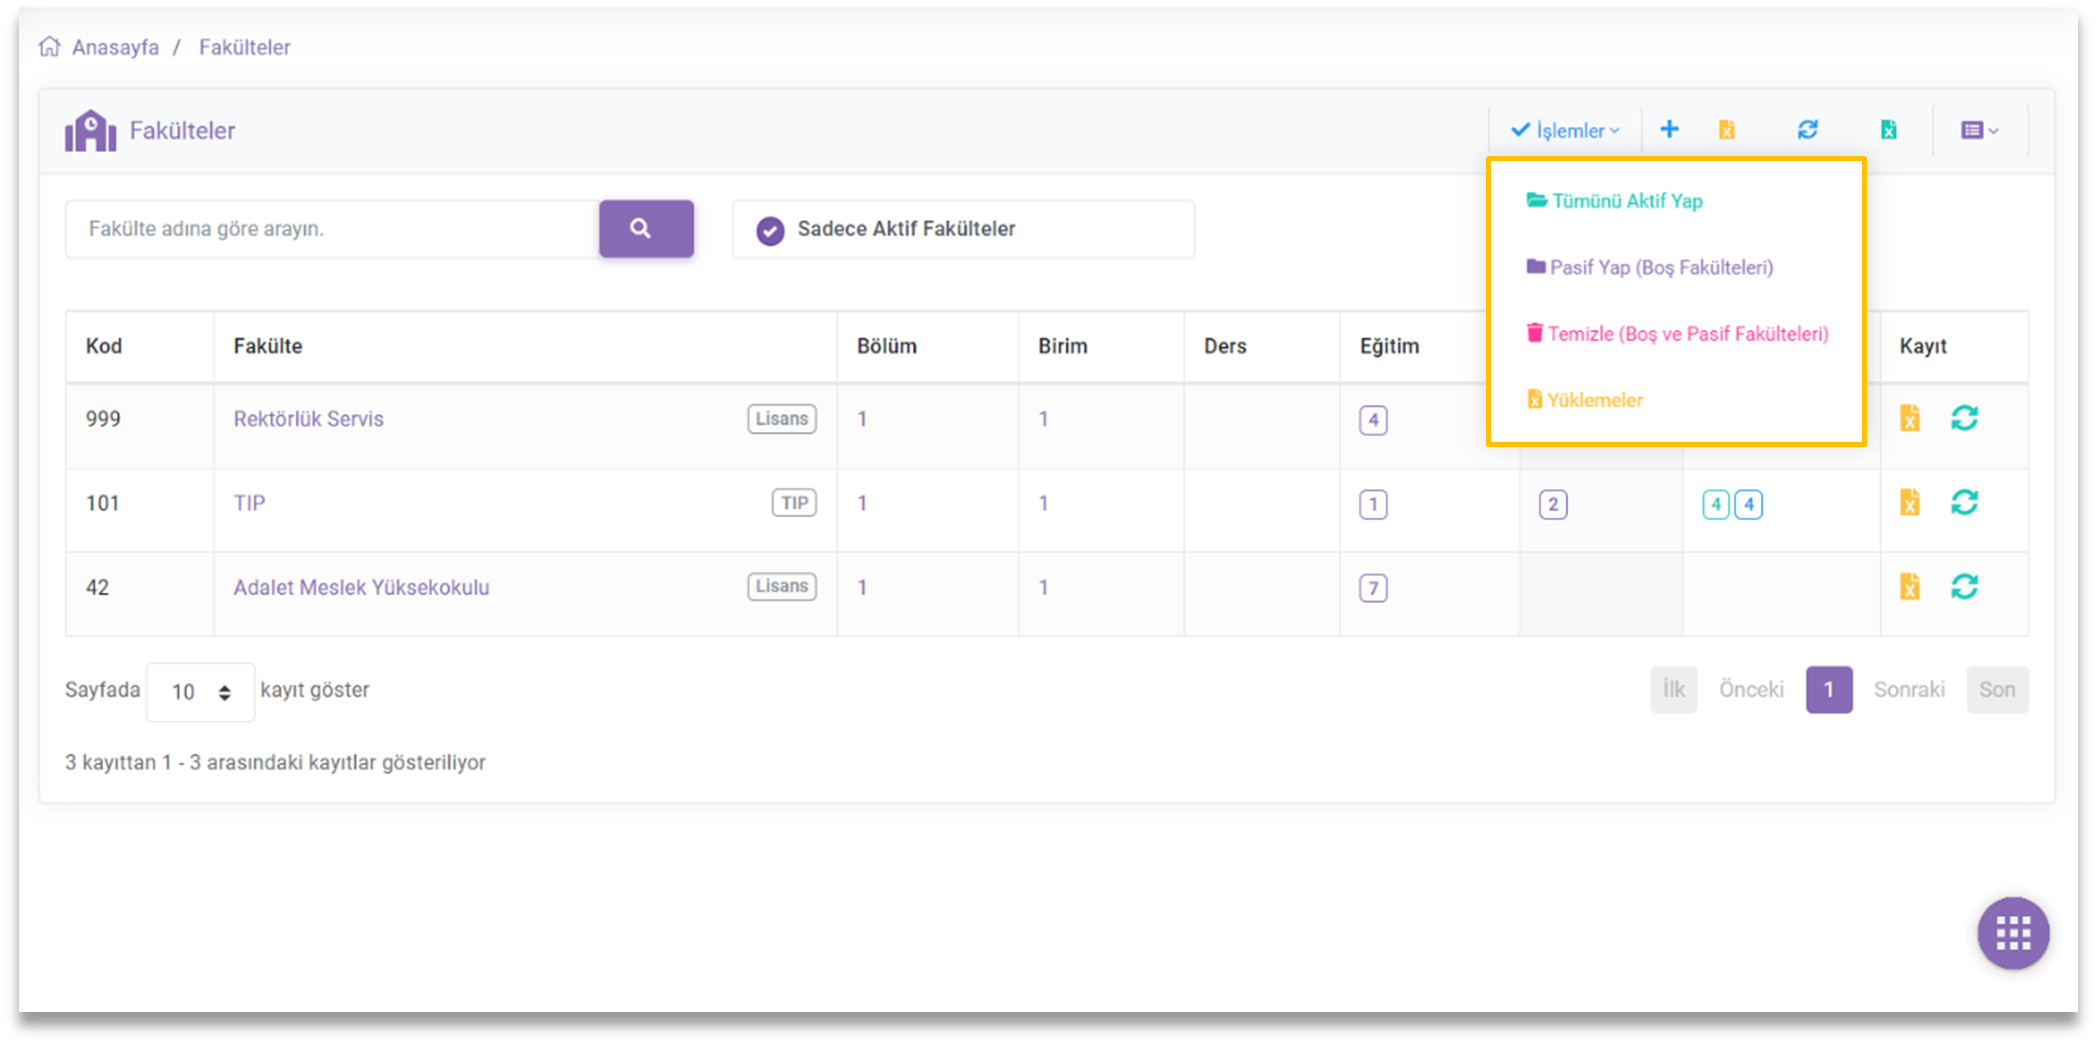 Anasayfa / Fakülteler
Fakülteler
İşlemler
Tümünü Aktif Yap
Pasif Yap (Boş Fakülteleri)
Temizle (Boş ve Pasif Fakülteleri)
Yüklemeler
Fakülte adına göre arayın.
Sadece Aktif Fakülteler
Kod Fakülte Bölüm Birim Ders Eğitim Kayıt
999 Rektörlük Servis Lisans 1 1 4
101 TIP TIP 1 1 1 2 4 4
42 Adalet Meslek Yüksekokulu Lisans 1 1 7
Sayfada 10 kayıt göster
İlk Önceki 1 Sonraki Son
3 kayıttan 1 - 3 arasındaki kayıtlar gösteriliyor